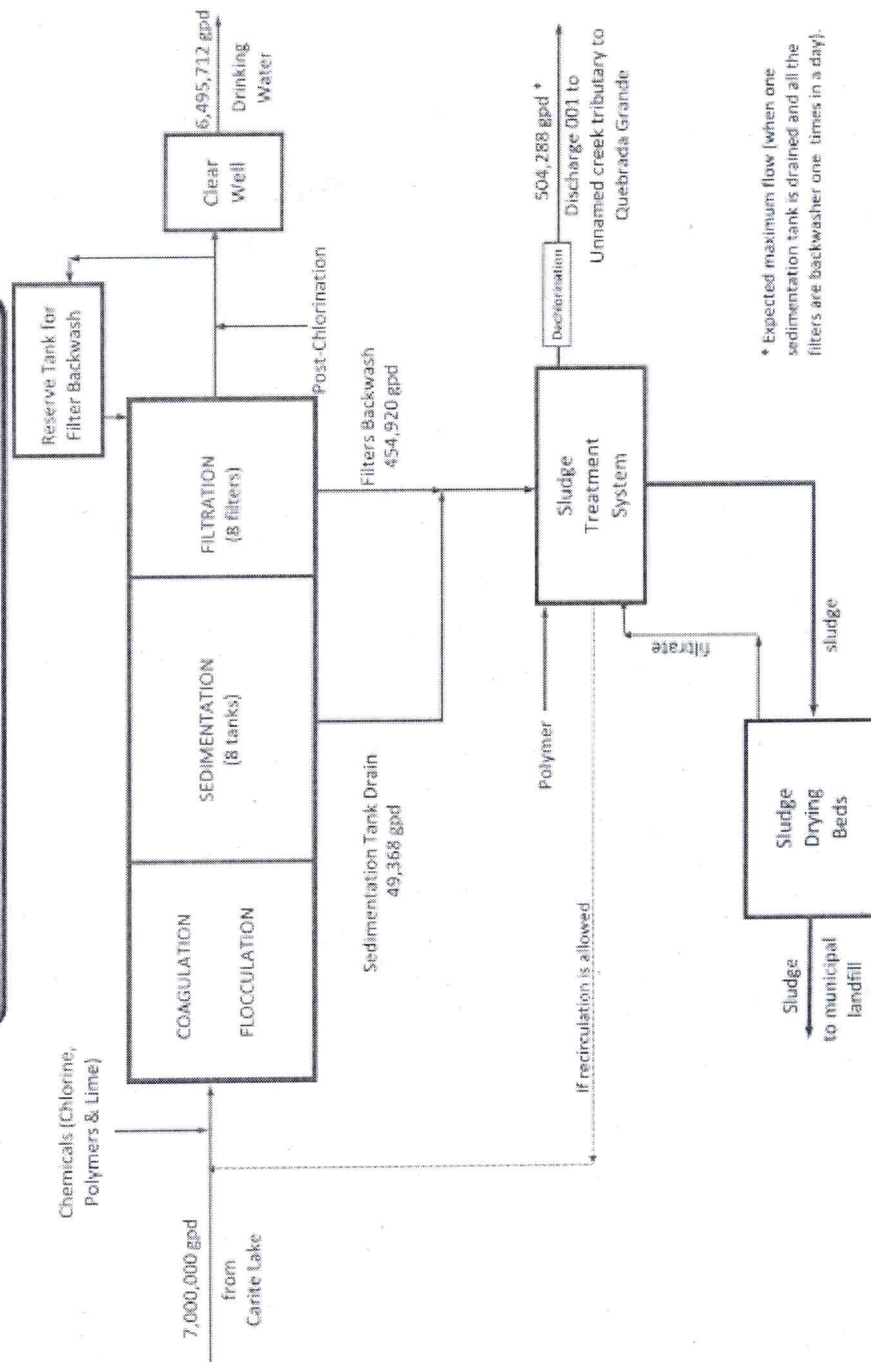 Chemicals (Chlorine,
Polymers & Lime)
7,000,000 gpd
from
Carite Lake
COAGULATION
FLOCCULATION
SEDIMENTATION
(8 tanks)
FILTRATION
(8 filters)
Reserve Tank for
Filter Backwash
Post-Chlorination
Clear
Well
6,495,712 gpd
Drinking
Water
Sedimentation Tank Drain
49,368 gpd
Filters Backwash
454,920 gpd
If recirculation is allowed
Polymer
Sludge
Treatment
System
Dechlorination
504,288 gpd *
Discharge 001 to
Unnamed creek tributary to
Quebrada Grande
filtrate
sludge
Sludge
Drying
Beds
Sludge
to municipal
landfill
* Expected maximum flow (when one
sedimentation tank is drained and all the
filters are backwasher one times in a day).